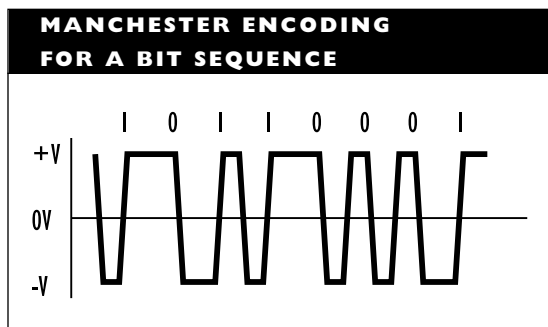 MANCHESTER ENCODING
FOR A BIT SEQUENCE
1 0 1 1 0 0 0 1
+V
0V
-V